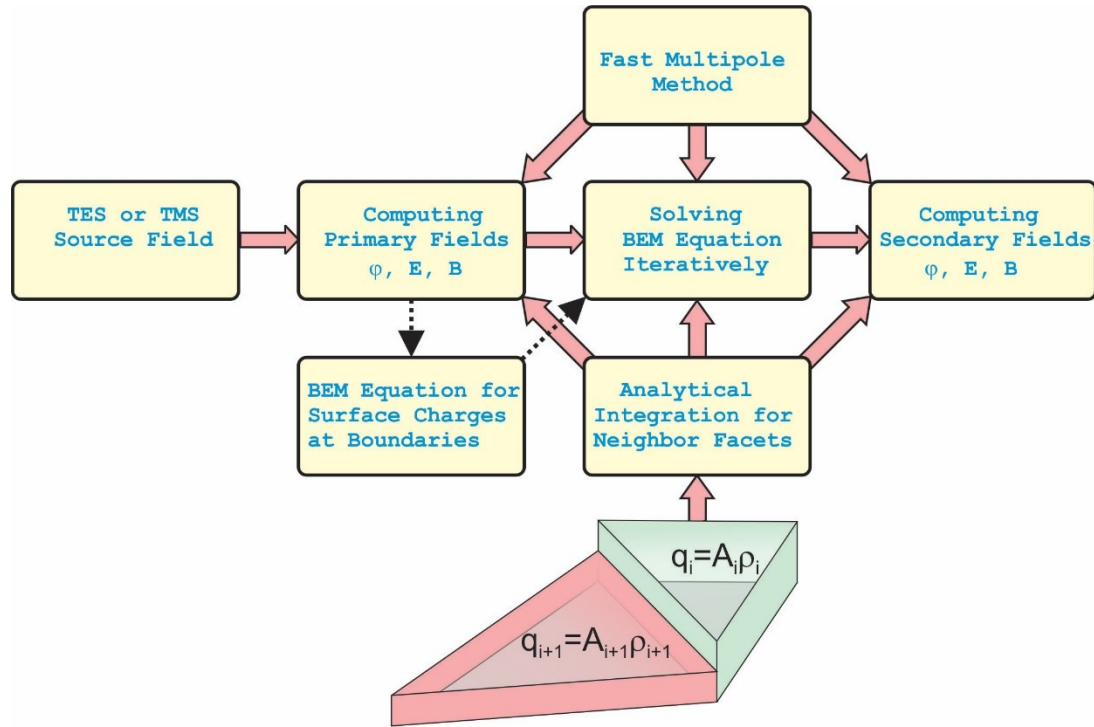 Fast Multipole
Method
TES or TMS
Source Field
Computing
Primary Fields
φ, E, B
Solving
BEM Equation
Iteratively
Computing
Secondary Fields
φ, E, B
BEM Equation for
Surface Charges
at Boundaries
Analytical
Integration for
Neighbor Facets
qᵢ=Aᵢρᵢ
qᵢ₊₁=Aᵢ₊₁ρᵢ₊₁